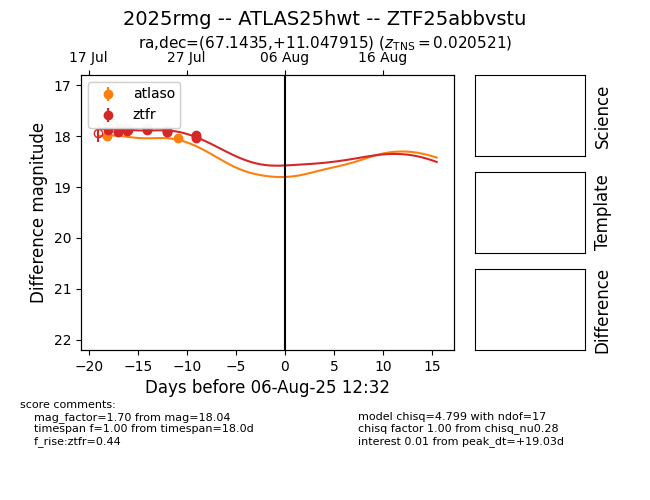 2025rmg -- ATLAS25hwt -- ZTF25abbvstu
ra,dec=(67.1435,+11.047915) (z_TNS = 0.020521)
17 Jul 27 Jul 06 Aug 16 Aug
atlaso
ztfr
17
18
19
20
21
22
Difference magnitude
−20 −15 −10 −5 0 5 10 15
Days before 06-Aug-25 12:32
Science
Template
Difference
score comments:
mag_factor=1.70 from mag=18.04
timespan f=1.00 from timespan=18.0d
f_rise:ztfr=0.44
model chisq=4.799 with ndof=17
chisq factor 1.00 from chisq_nu0.28
interest 0.01 from peak_dt=+19.03d